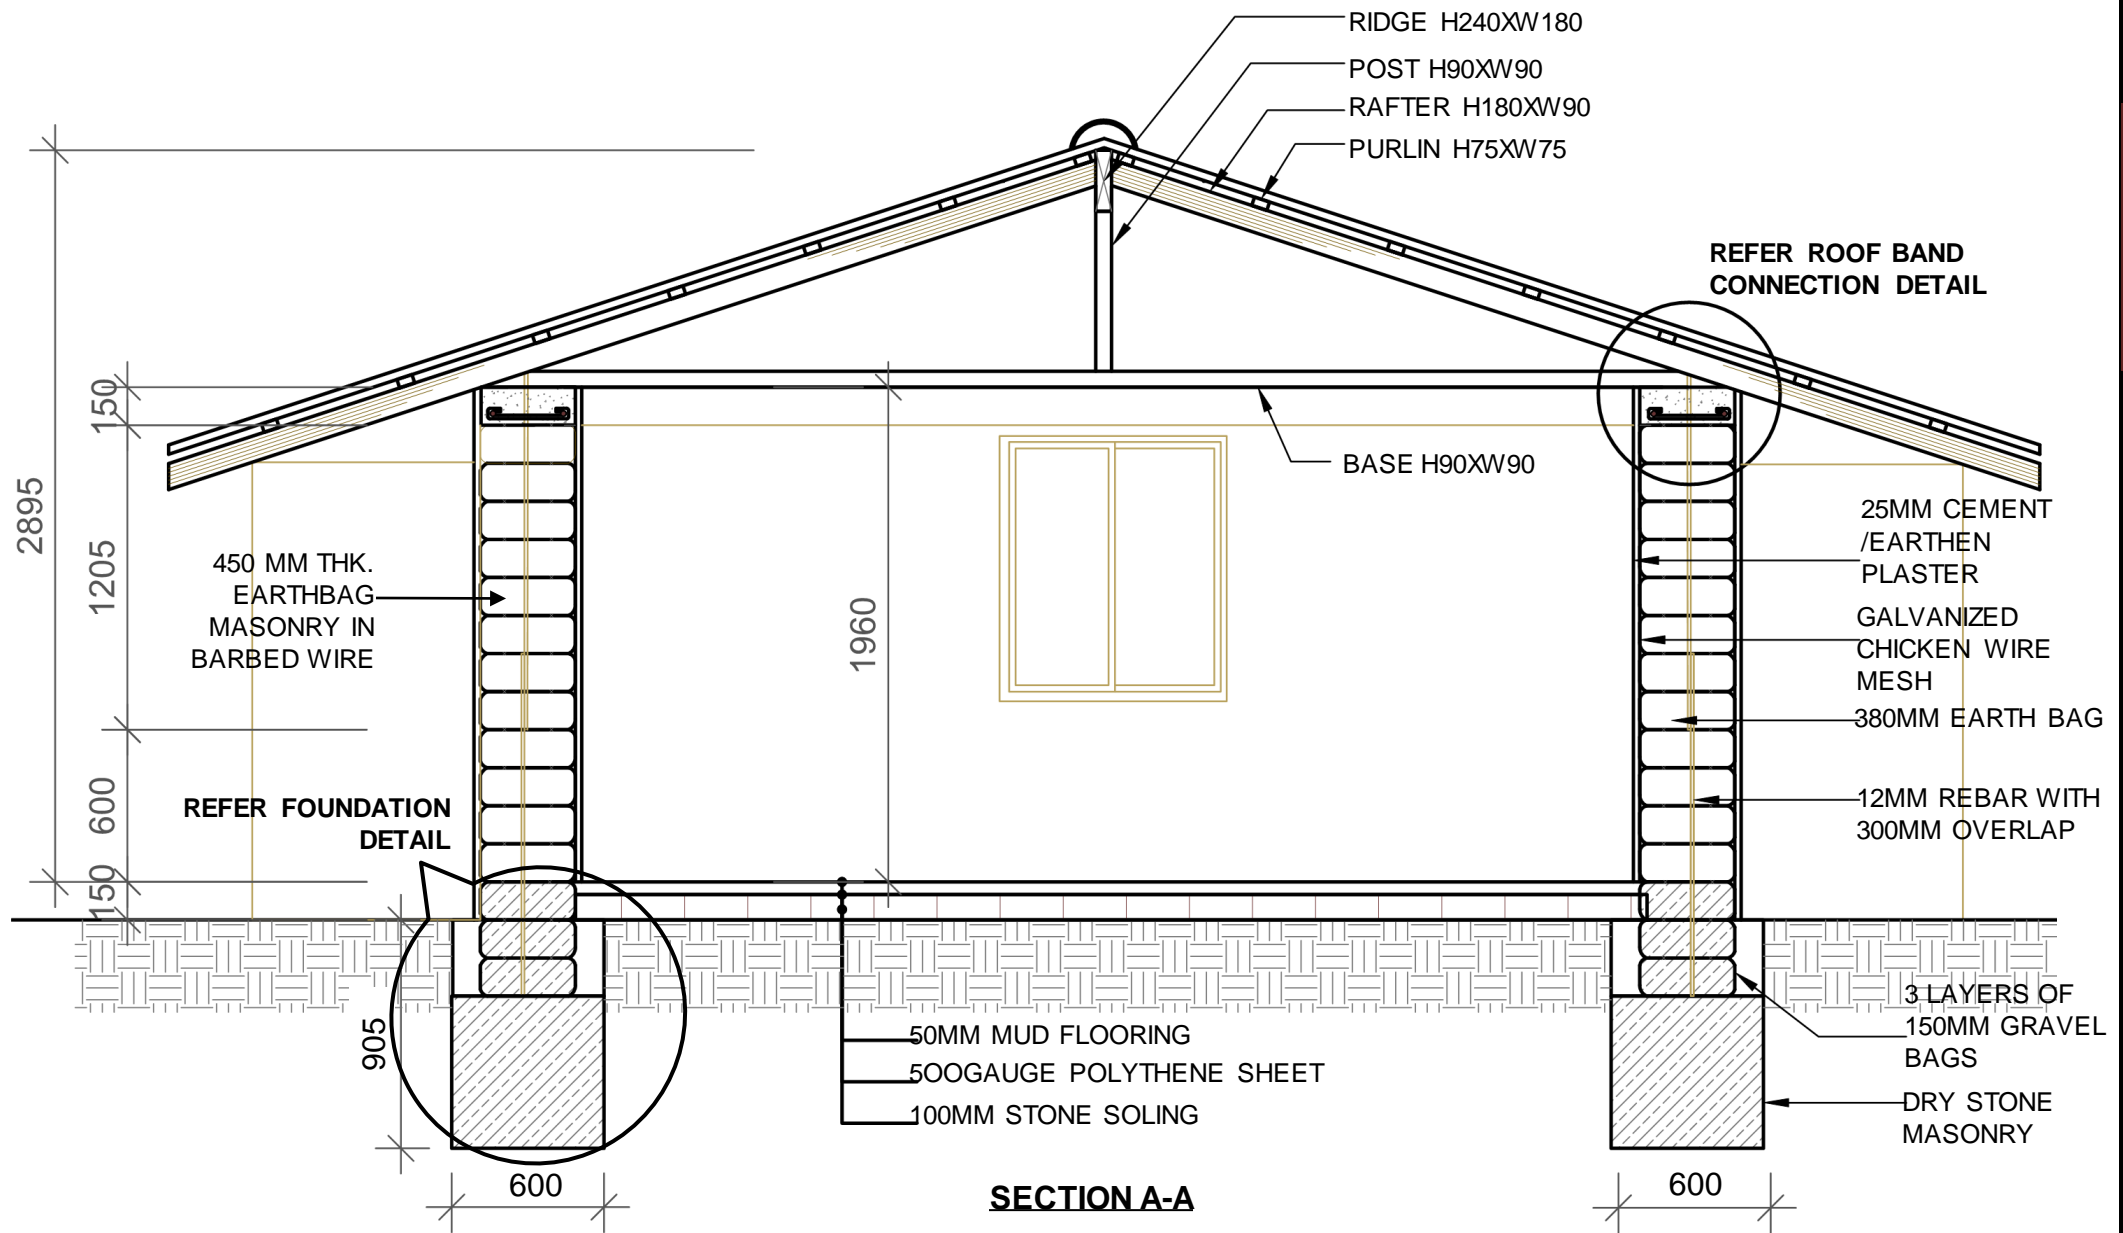 RIDGE H240XW180
POST H90XW90
RAFTER H180XW90
PURLIN H75XW75
REFER ROOF BAND
CONNECTION DETAIL
150
2895
BASE H90XW90
25MM CEMENT
/EARTHEN
PLASTER
450 MM THK.
EARTHBAG
MASONRY IN
BARBED WIRE
1205
1960
GALVANIZED
CHICKEN WIRE
MESH
380MM EARTH BAG
600
REFER FOUNDATION
DETAIL
12MM REBAR WITH
300MM OVERLAP
150
905
3 LAYERS OF
150MM GRAVEL
BAGS
50MM MUD FLOORING
5OOGAUGE POLYTHENE SHEET
100MM STONE SOLING
DRY STONE
MASONRY
600
SECTION A-A
600